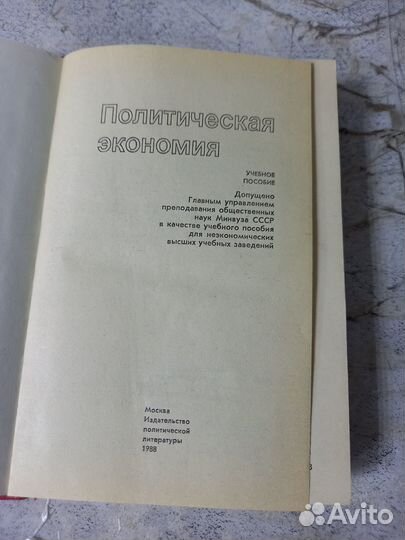 Политическая
экономия
УЧЕБНОЕ
ПОСОБИЕ
Допущено
Главным управлением
преподавания общественных
наук Минвуза СССР
в качестве учебного пособия
для неэкономических
высших учебных заведений
Москва
Издательство
политической
литературы
1988
3
Avito